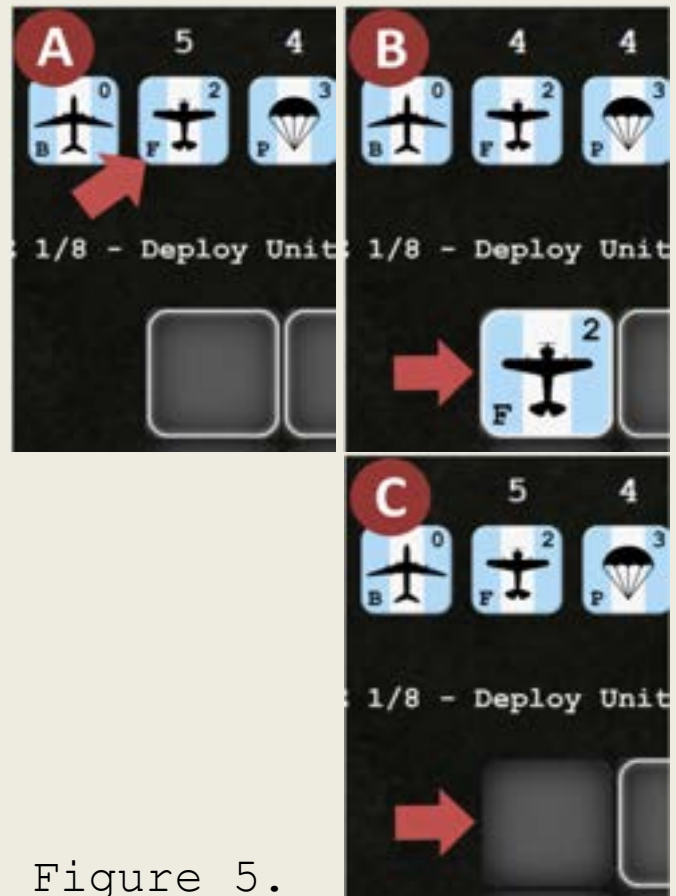 A 5 4
0 2 3
B F P
1/8 - Deploy Unit
B 4 4
0 2 3
B F P
1/8 - Deploy Unit
2
F
C 5 4
0 2 3
B F P
1/8 - Deploy Unit
Figure 5.